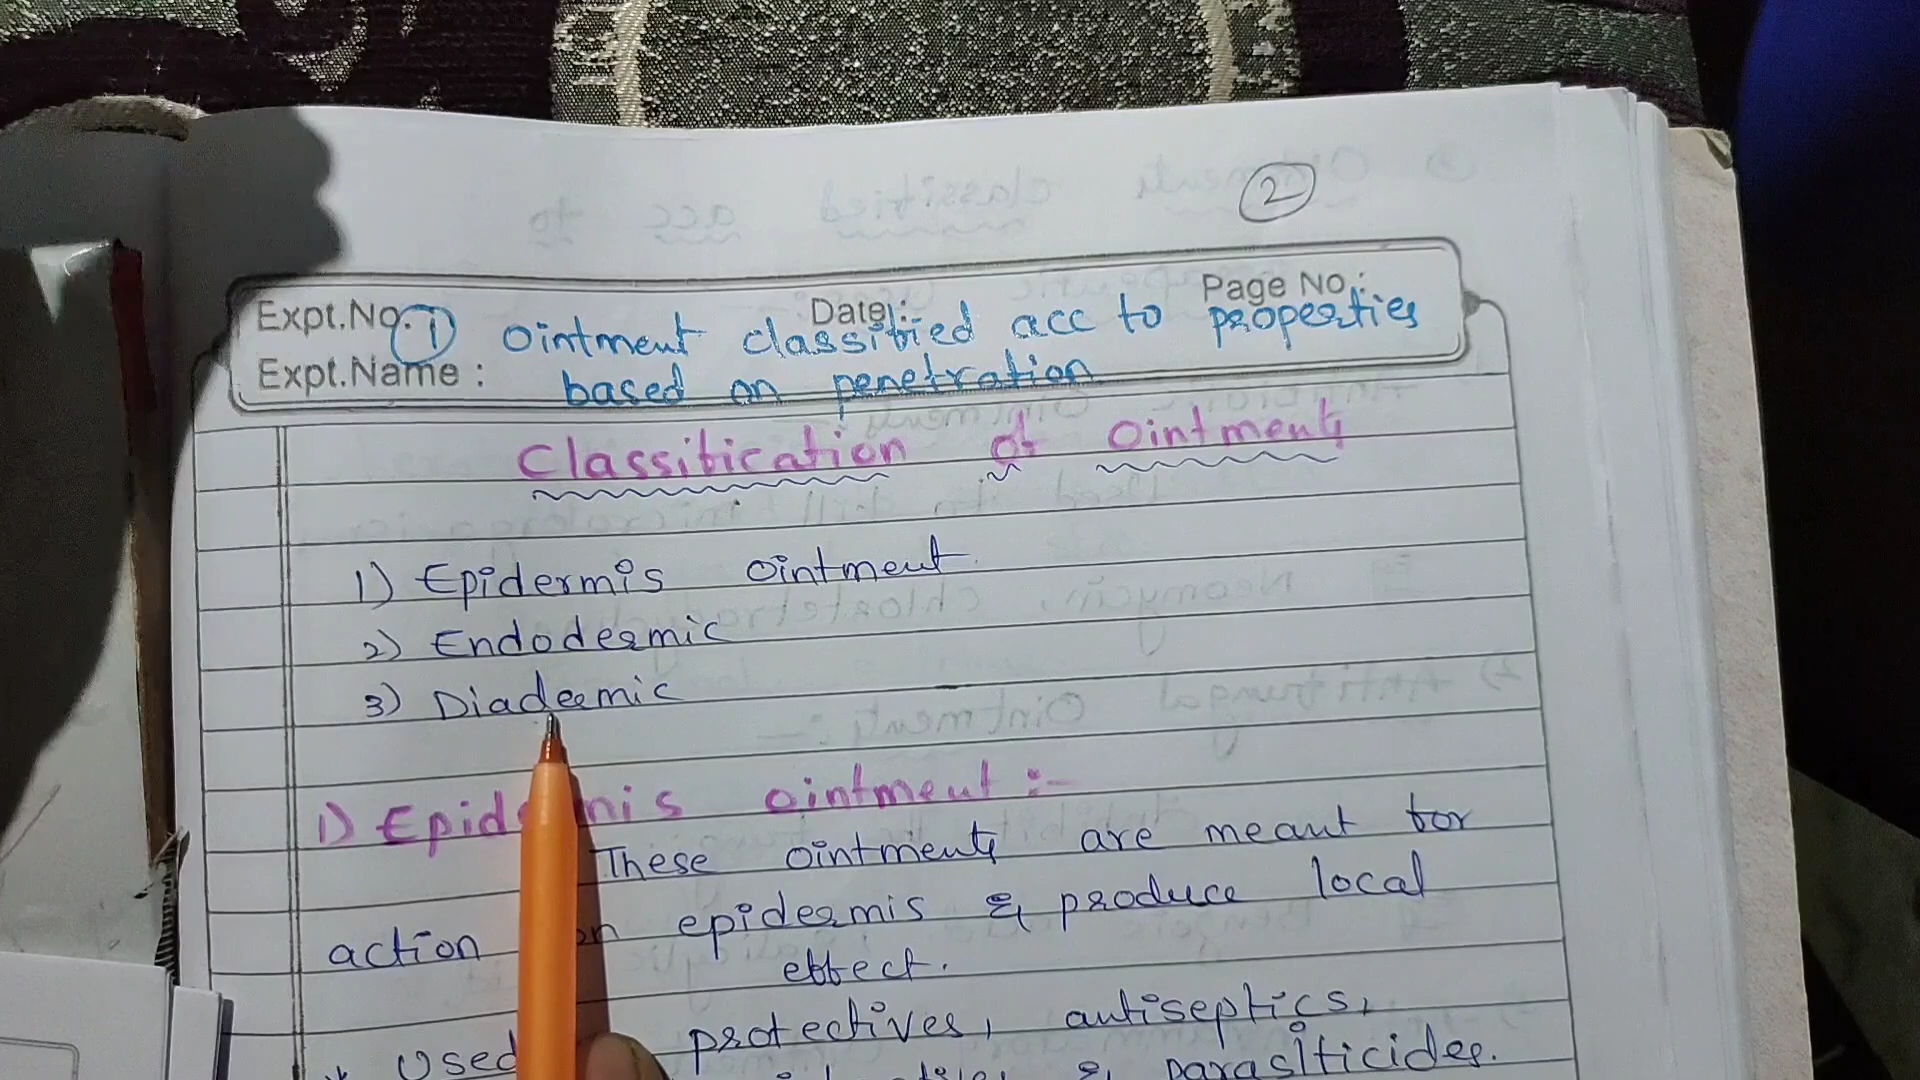 2
Expt.No. 1 Date : Page No :
Ointment classified acc to properties
Expt.Name : based on penetration
Classification of Ointments
1) Epidermis ointment
2) Endodermic
3) Diadermic
1) Epidermis ointment :-
These ointments are meant for
action on epidermis & produce local
effect.
* Used protectives, antiseptics,
& parasiticides.